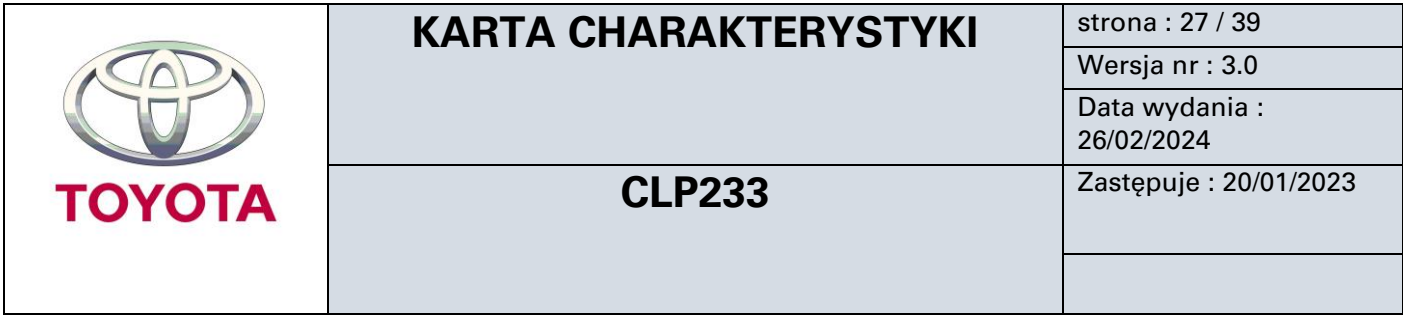 TOYOTA
KARTA CHARAKTERYSTYKI
CLP233
strona : 27 / 39
Wersja nr : 3.0
Data wydania :
26/02/2024
Zastępuje : 20/01/2023